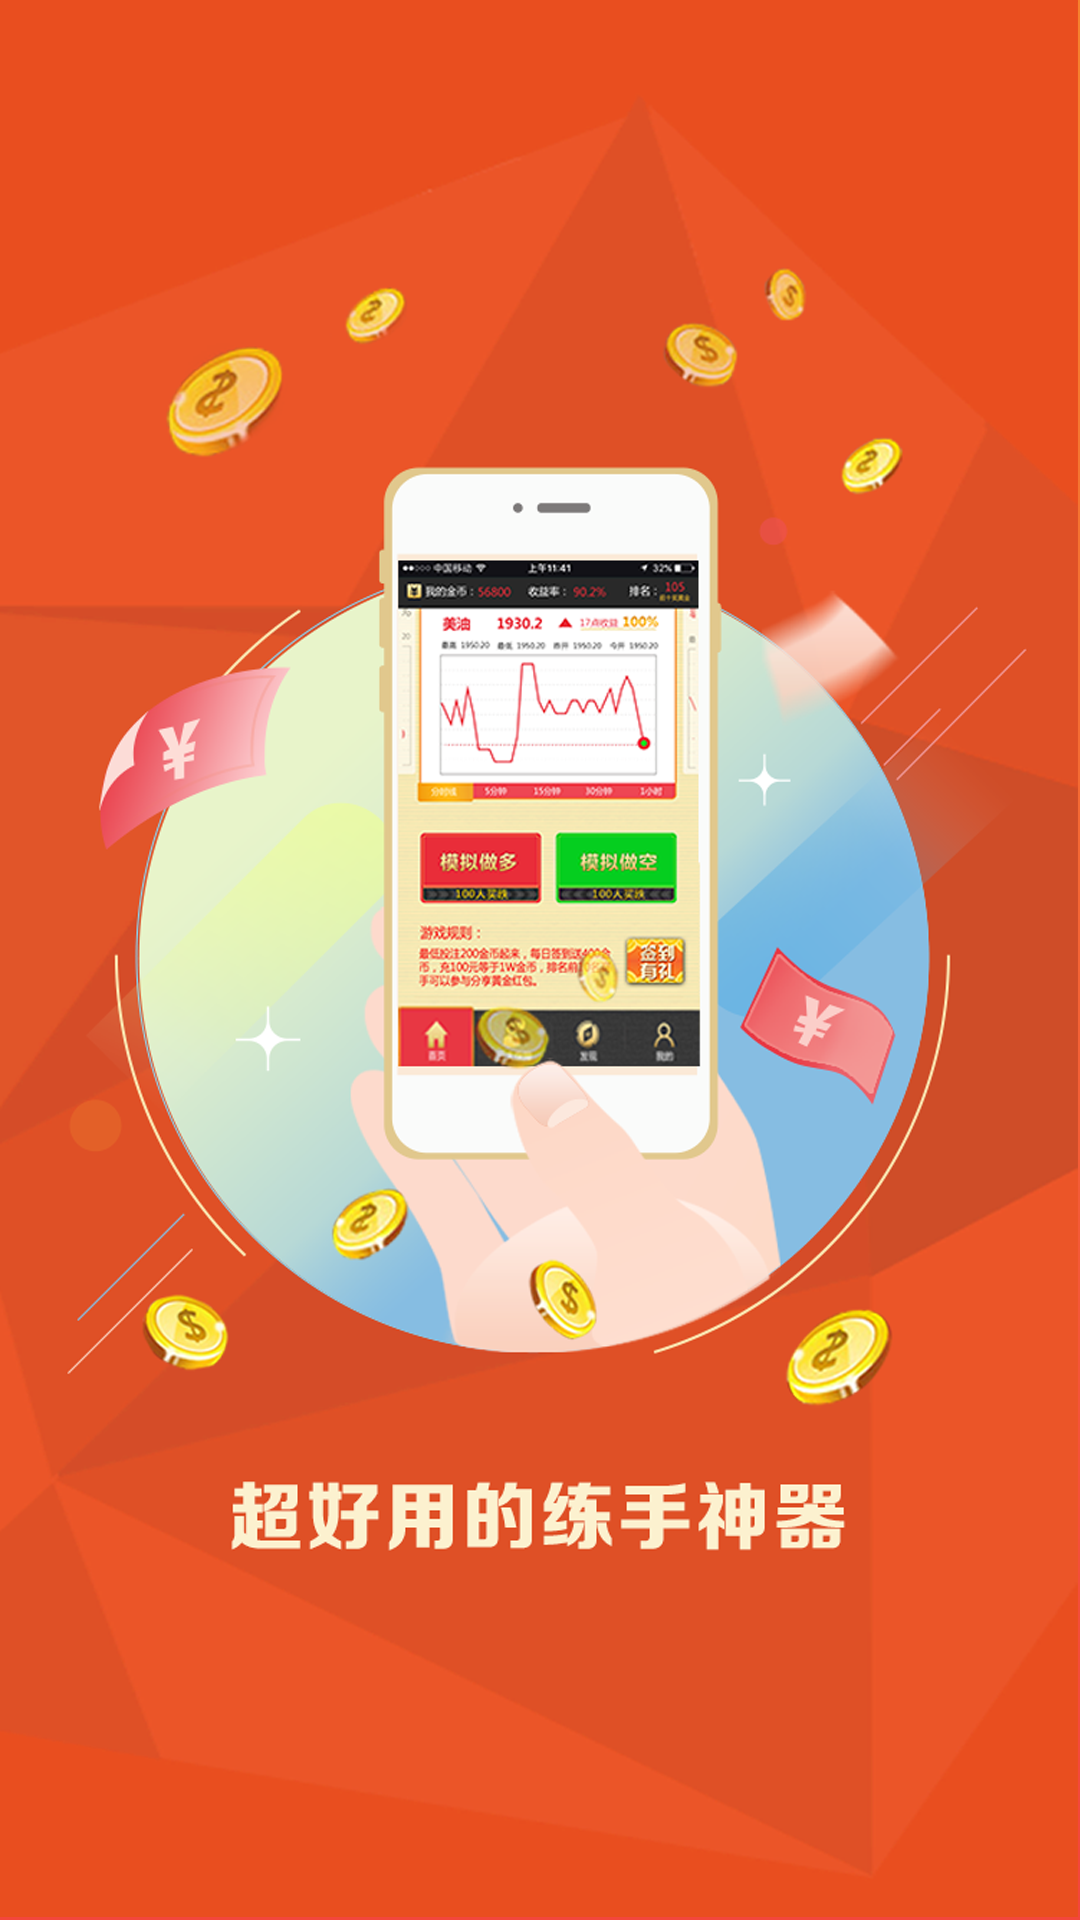 中国移动 上午11:41 32%
我的金币：56800 收益率：90.2% 排名：105
美油 1930.2 17点收益 100%
最高 1950.20 最低 1950.20 昨开 1950.20 今开 1950.20
分时线 5分钟 15分钟 30分钟 1小时
模拟做多 模拟做空
100人买跌 100人买跌
游戏规则：
最低投注200金币起来，每日签到送400金
币，充100元等于1W金币，排名前10名
手可以参与分享黄金红包。
签到
有礼
首页 发现 我的
¥
¥
超好用的练手神器